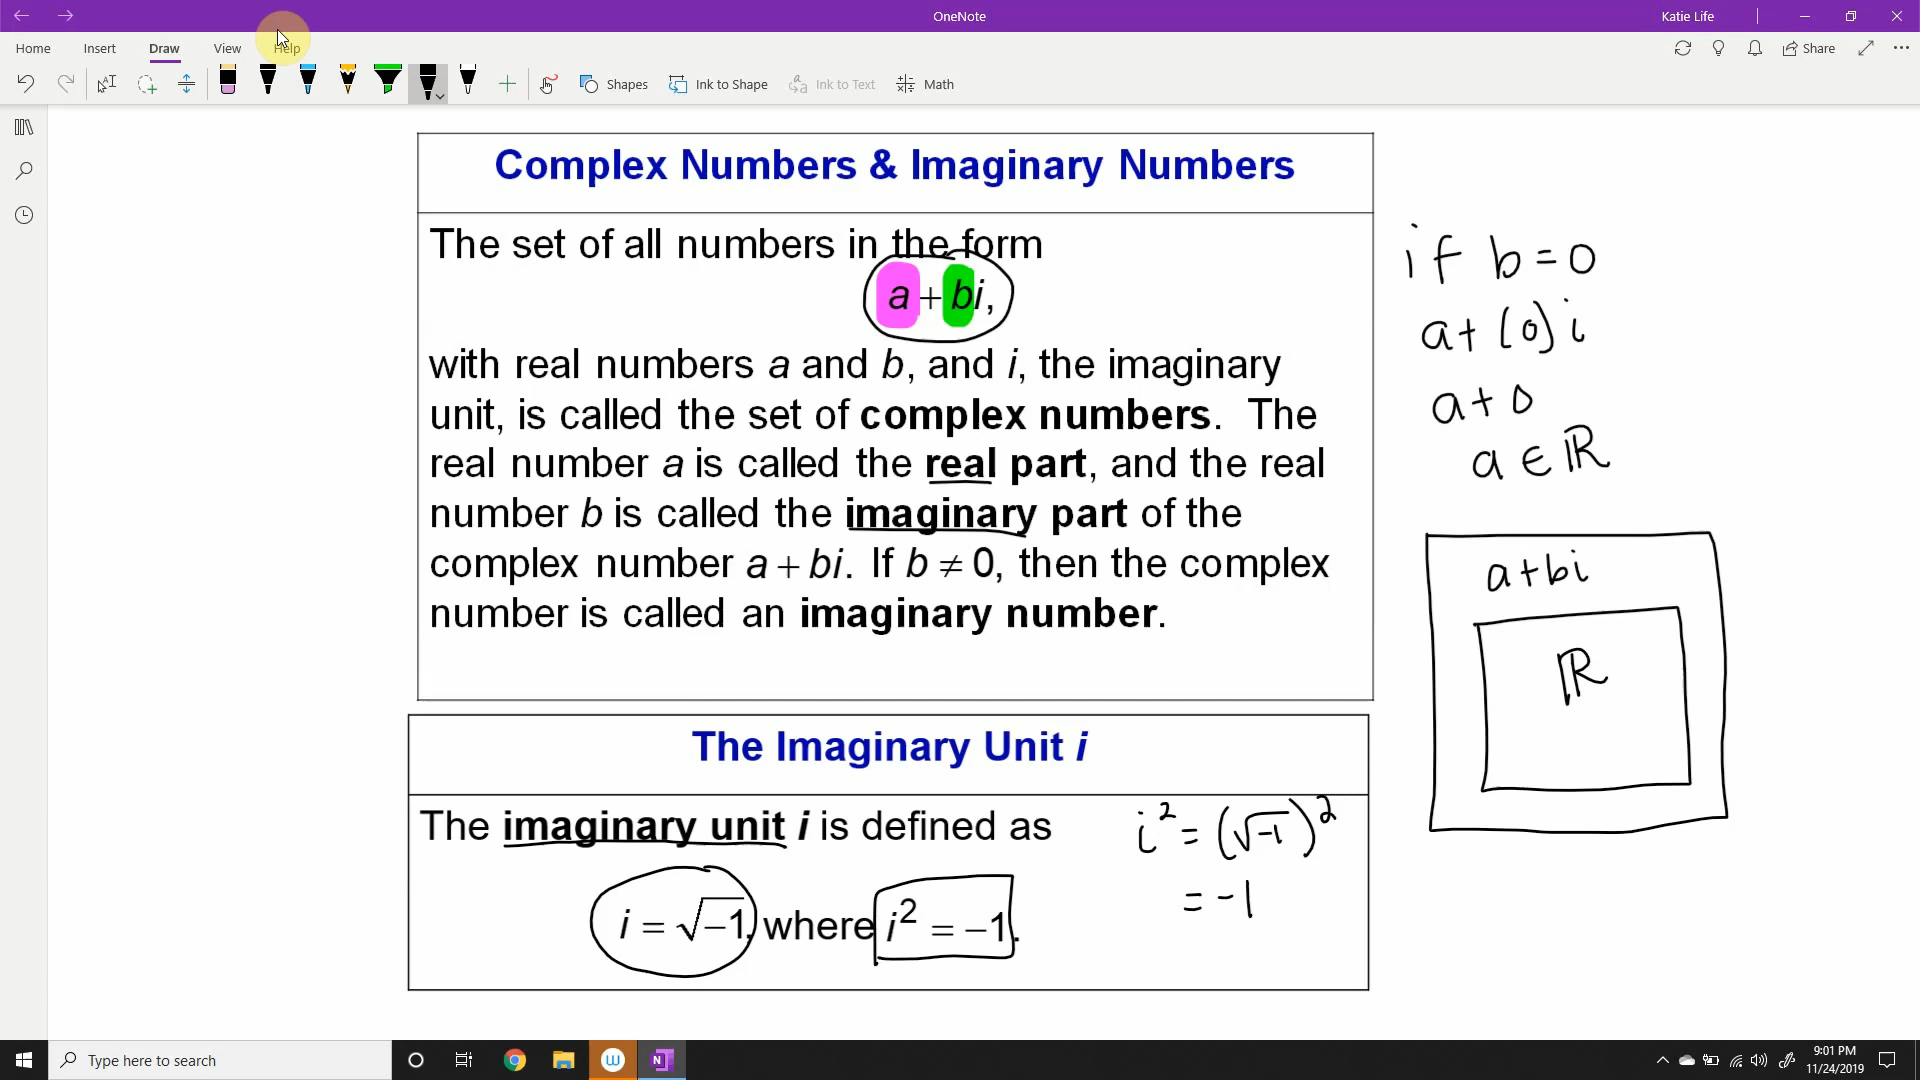 OneNote
Katie Life
Home Insert Draw View Help
Share
Shapes Ink to Shape Ink to Text Math
Complex Numbers & Imaginary Numbers
The set of all numbers in the form
a + bi,
with real numbers a and b, and i, the imaginary
unit, is called the set of complex numbers. The
real number a is called the real part, and the real
number b is called the imaginary part of the
complex number a + bi. If b ≠ 0, then the complex
number is called an imaginary number.
if b = 0
a + (0) i
a + 0
a ∈ ℝ
a + bi
ℝ
The Imaginary Unit i
The imaginary unit i is defined as
i = √−1, where i² = −1.
i² = (√−1)²
= −1
Type here to search
9:01 PM
11/24/2019